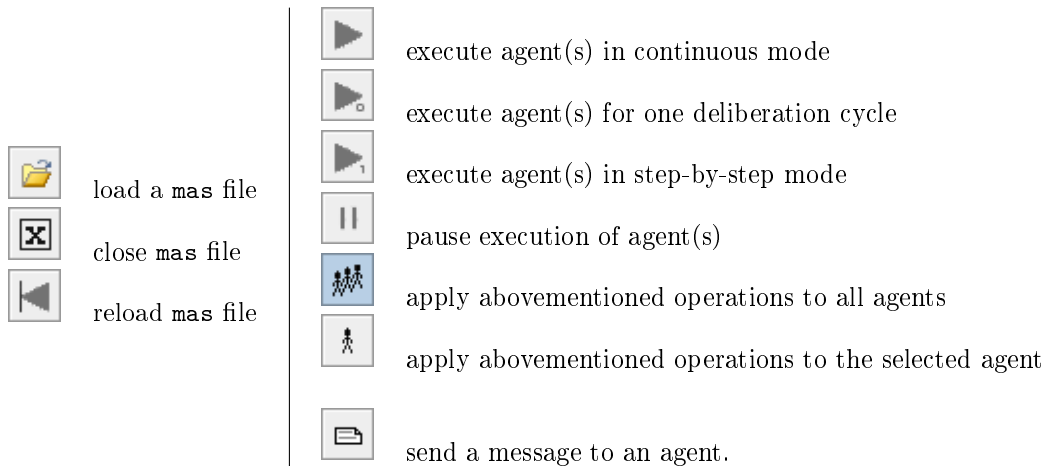 load a mas file
close mas file
reload mas file
execute agent(s) in continuous mode
execute agent(s) for one deliberation cycle
execute agent(s) in step-by-step mode
pause execution of agent(s)
apply abovementioned operations to all agents
apply abovementioned operations to the selected agent
send a message to an agent.